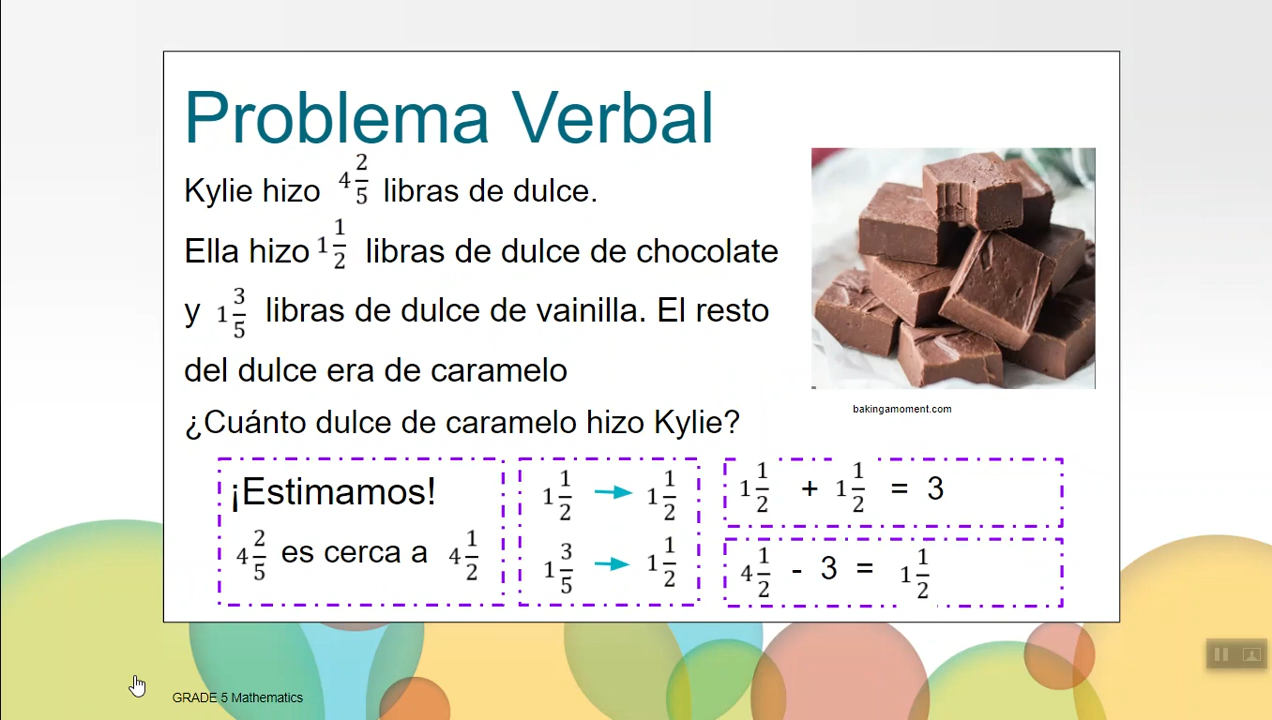 Problema Verbal
Kylie hizo 4 2/5 libras de dulce.
Ella hizo 1 1/2 libras de dulce de chocolate
y 1 3/5 libras de dulce de vainilla. El resto
del dulce era de caramelo
¿Cuánto dulce de caramelo hizo Kylie?
bakingamoment.com
¡Estimamos!
4 2/5 es cerca a 4 1/2
1 1/2 → 1 1/2
1 3/5 → 1 1/2
1 1/2 + 1 1/2 = 3
4 1/2 - 3 = 1 1/2
GRADE 5 Mathematics